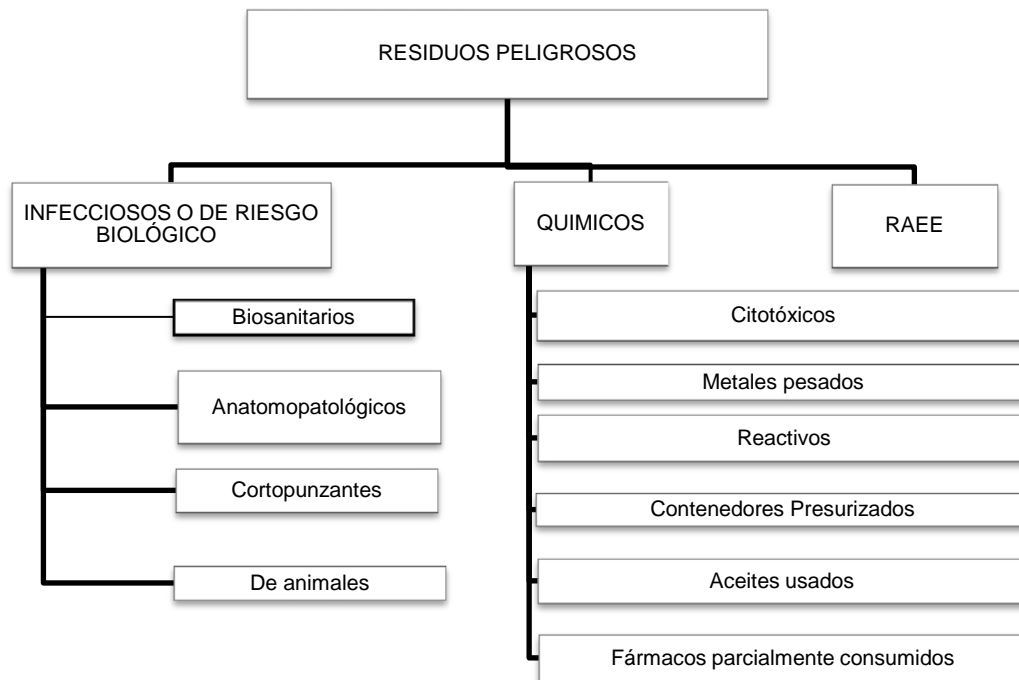 RESIDUOS PELIGROSOS
INFECCIOSOS O DE RIESGO
BIOLÓGICO
QUIMICOS
RAEE
Biosanitarios
Anatomopatológicos
Cortopunzantes
De animales
Citotóxicos
Metales pesados
Reactivos
Contenedores Presurizados
Aceites usados
Fármacos parcialmente consumidos